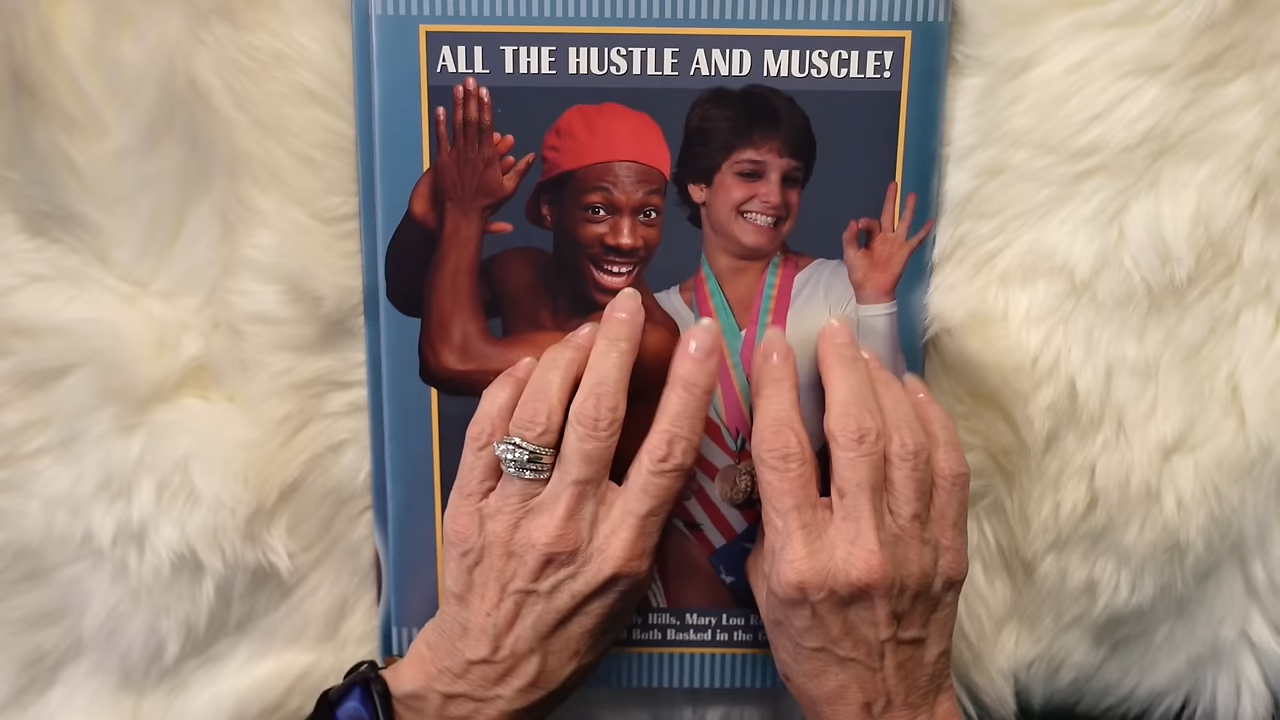 ALL THE HUSTLE AND MUSCLE!
Hills, Mary Lou
Both Basked in the